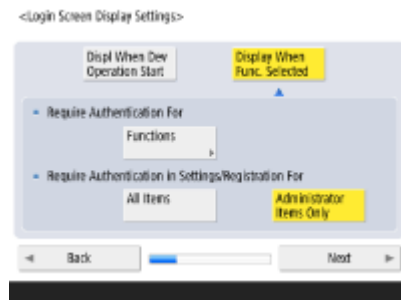 <Login Screen Display Settings>
Displ When Dev
Operation Start
Display When
Func. Selected
Require Authentication For
Functions
Require Authentication in Settings/Registration For
All Items
Administrator
Items Only
Back
Next